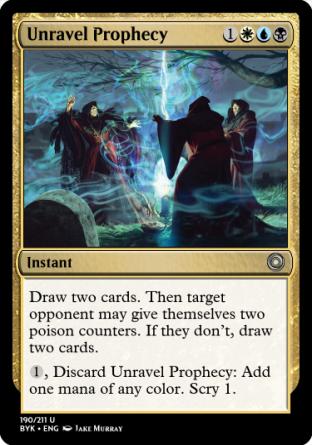 Unravel Prophecy 1
Instant
Draw two cards. Then target
opponent may give themselves two
poison counters. If they don't, draw
two cards.
1, Discard Unravel Prophecy: Add
one mana of any color. Scry 1.
190/211 U
BYK • ENG Jake Murray